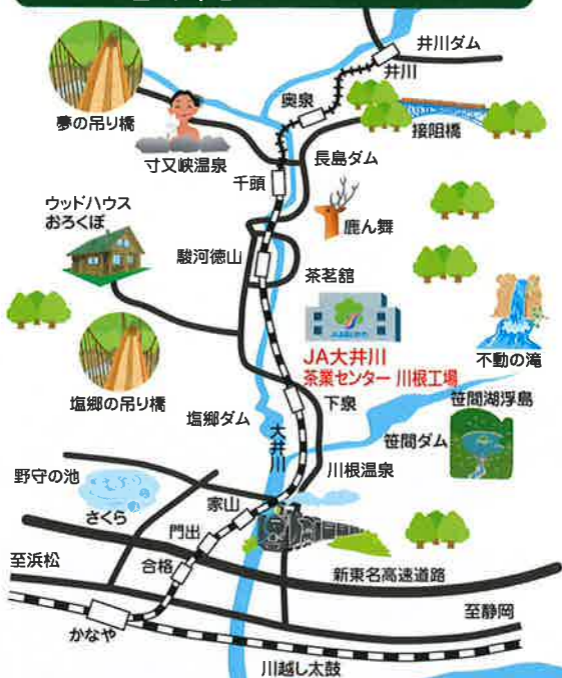 井川ダム
井川
奥泉
夢の吊り橋
接阻橋
寸又峡温泉
長島ダム
千頭
ウッドハウス
おろくぼ
鹿ん舞
駿河徳山
茶茗舘
JA大井川
茶業センター 川根工場
不動の滝
塩郷の吊り橋
塩郷ダム
下泉
笹間湖浮島
大井川
笹間ダム
川根温泉
野守の池
さくら
家山
門出
合格
至浜松
新東名高速道路
至静岡
かなや
川越し太鼓